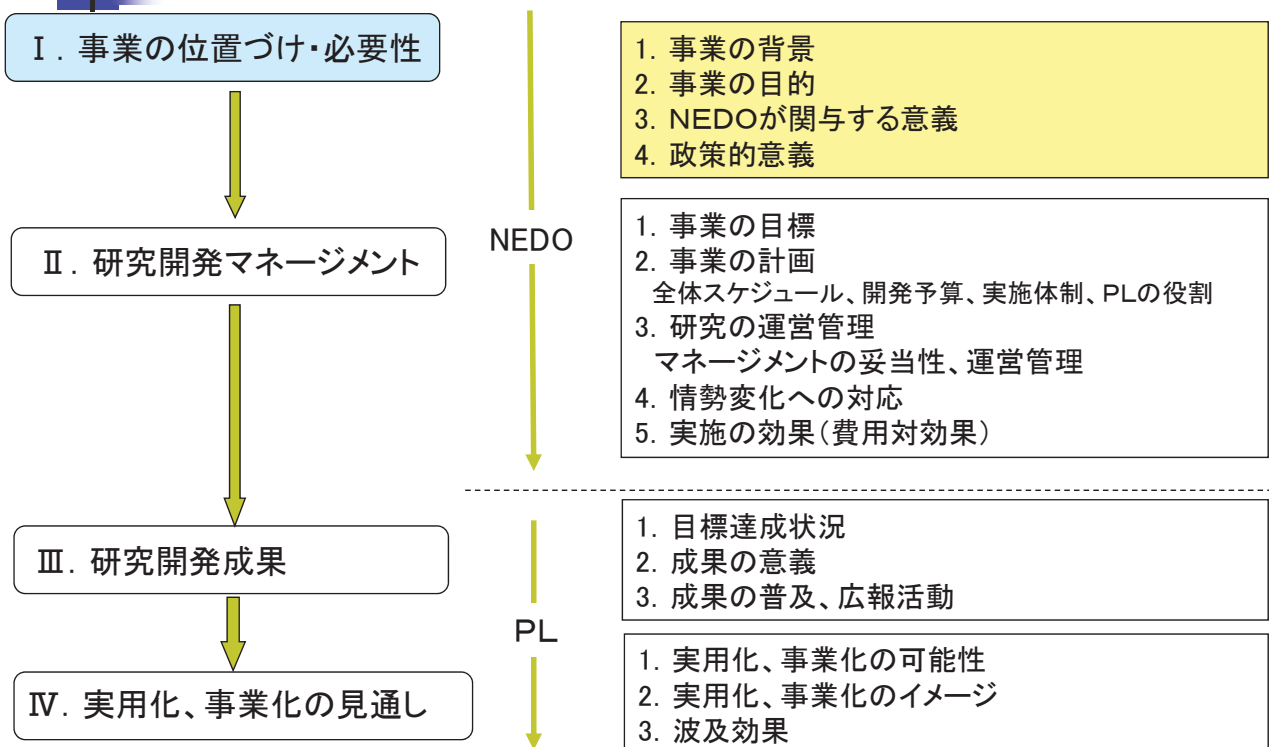 Ⅰ. 事業の位置づけ・必要性
1. 事業の背景
2. 事業の目的
3. NEDOが関与する意義
4. 政策的意義
Ⅱ. 研究開発マネージメント
NEDO
1. 事業の目標
2. 事業の計画
全体スケジュール、開発予算、実施体制、PLの役割
3. 研究の運営管理
マネージメントの妥当性、運営管理
4. 情勢変化への対応
5. 実施の効果(費用対効果)
Ⅲ. 研究開発成果
1. 目標達成状況
2. 成果の意義
3. 成果の普及、広報活動
PL
Ⅳ. 実用化、事業化の見通し
1. 実用化、事業化の可能性
2. 実用化、事業化のイメージ
3. 波及効果